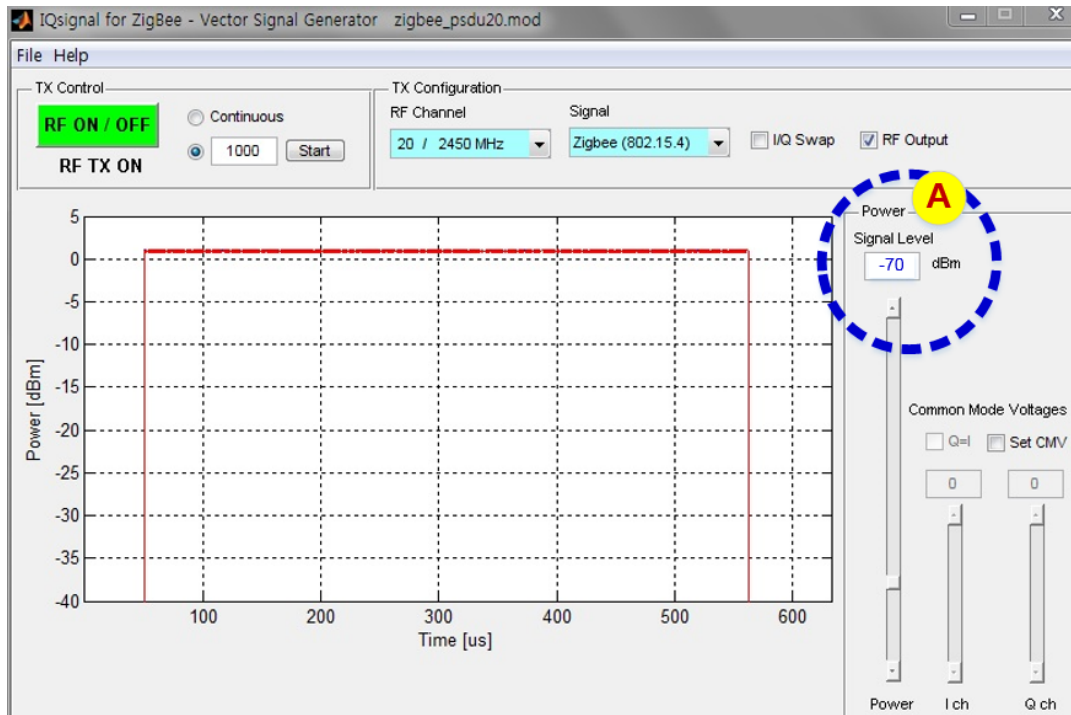 IQsignal for ZigBee - Vector Signal Generator zigbee_psdu20.mod
File Help
TX Control
RF ON / OFF
RF TX ON
Continuous
1000 Start
TX Configuration
RF Channel
20 / 2450 MHz
Signal
Zigbee (802.15.4)
I/Q Swap
RF Output
A
Power
Signal Level
-70 dBm
5
0
-5
-10
-15
-20
-25
-30
-35
-40
Power [dBm]
100 200 300 400 500 600
Time [us]
Common Mode Voltages
Q=I Set CMV
0 0
Power I ch Q ch